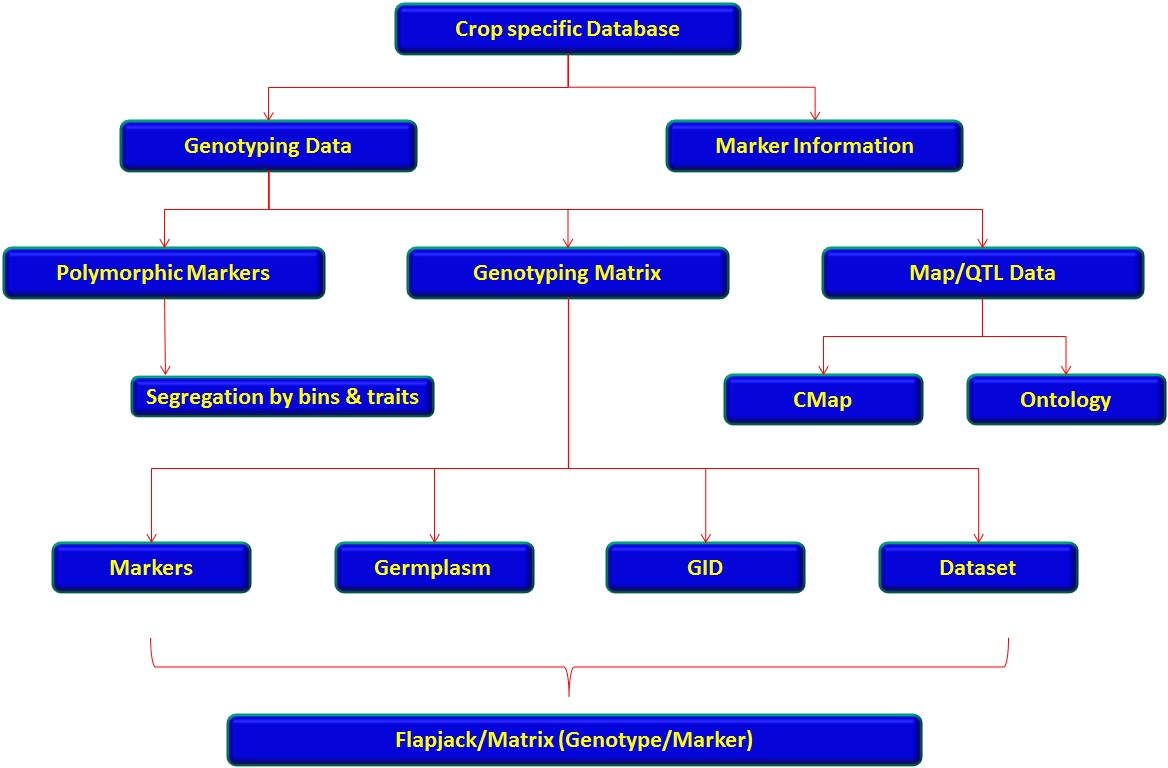 Crop specific Database
Genotyping Data
Marker Information
Polymorphic Markers
Genotyping Matrix
Map/QTL Data
Segregation by bins & traits
CMap
Ontology
Markers
Germplasm
GID
Dataset
Flapjack/Matrix (Genotype/Marker)